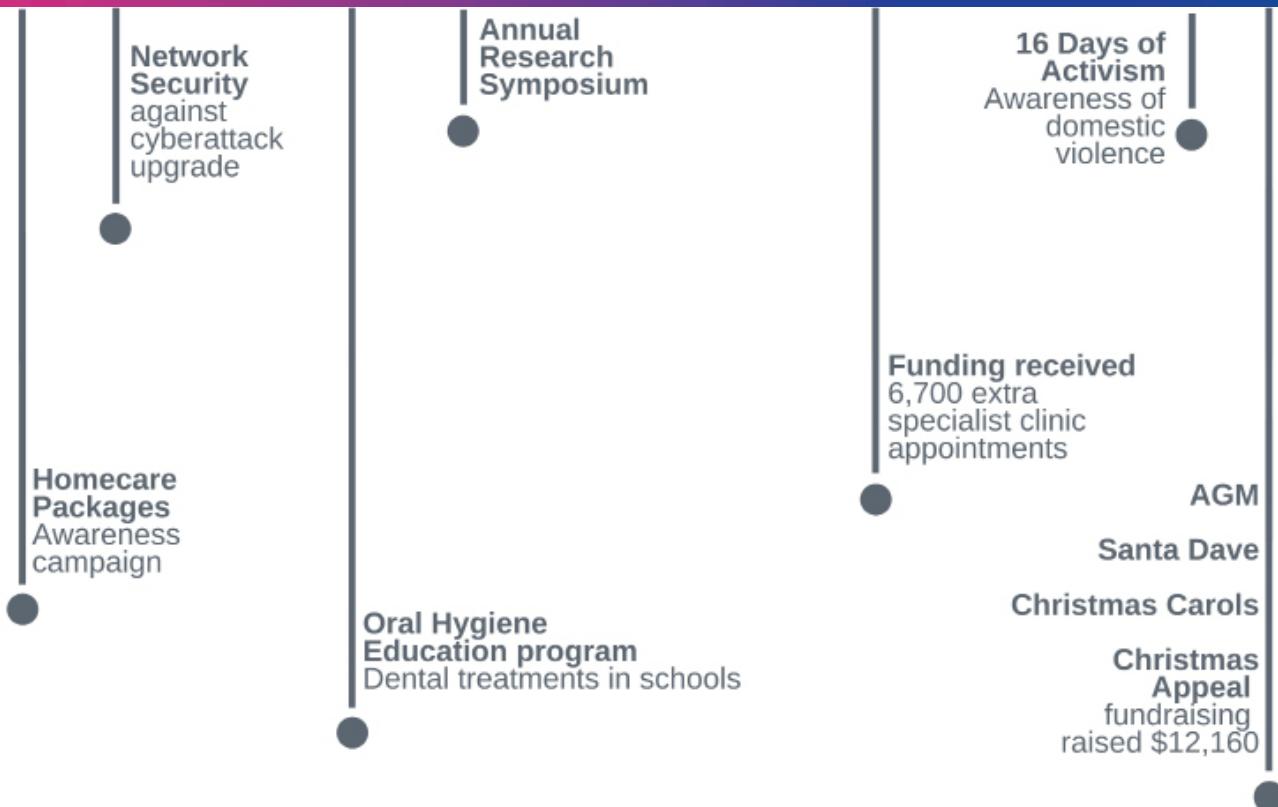 Network
Security
against
cyberattack
upgrade
Annual
Research
Symposium
16 Days of
Activism
Awareness of
domestic
violence
Homecare
Packages
Awareness
campaign
Oral Hygiene
Education program
Dental treatments in schools
Funding received
6,700 extra
specialist clinic
appointments
AGM
Santa Dave
Christmas Carols
Christmas
Appeal
fundraising
raised $12,160